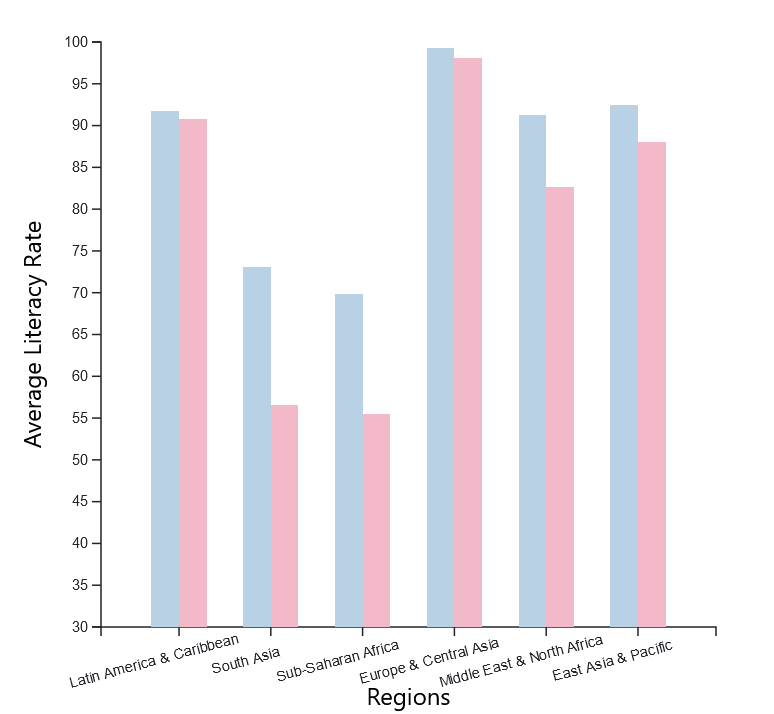 100
95
90
85
80
75
70
65
60
55
50
45
40
35
30
Average Literacy Rate
Latin America & Caribbean
South Asia
Sub-Saharan Africa
Europe & Central Asia
Middle East & North Africa
East Asia & Pacific
Regions